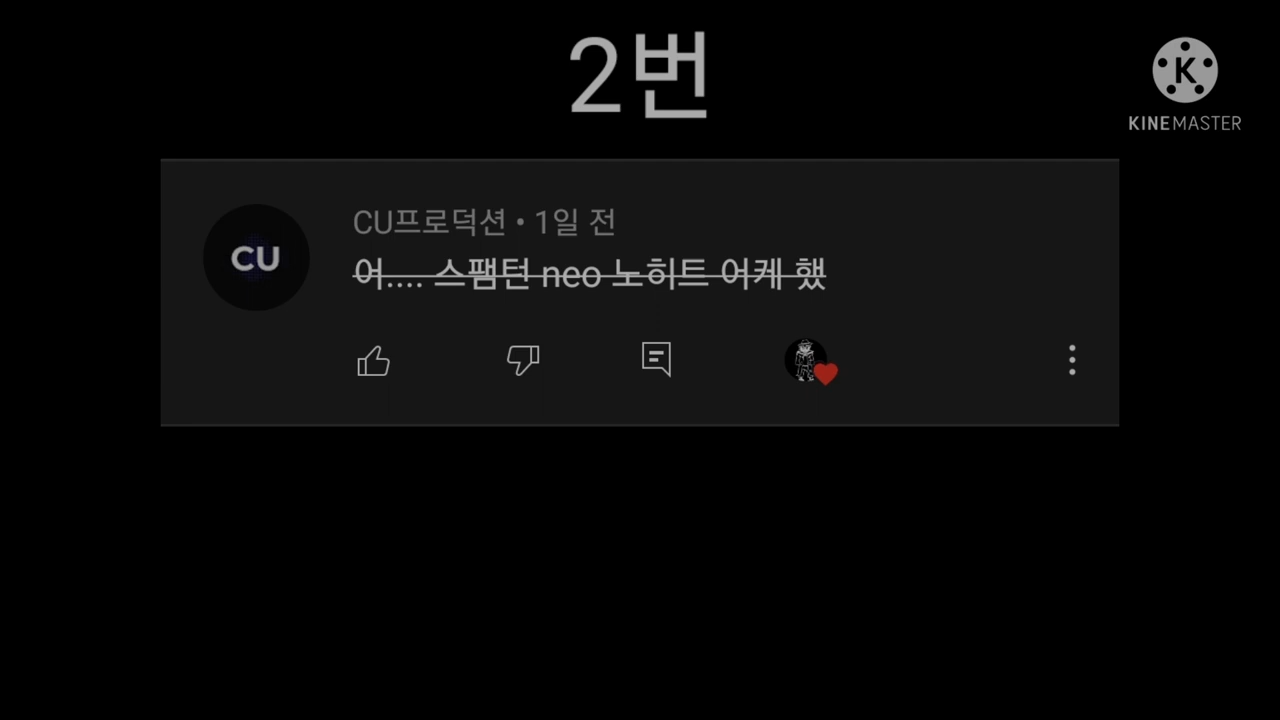 2번
K
KINEMASTER
CU
CU프로덕션 • 1일 전
어.... 스팸턴 neo 노히트 어케 했